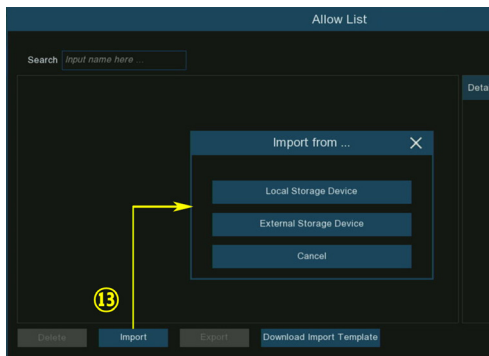 Allow List
Search Input name here ...
Deta
Import from ...
Local Storage Device
External Storage Device
Cancel
⑬
Delete Import Export Download Import Template